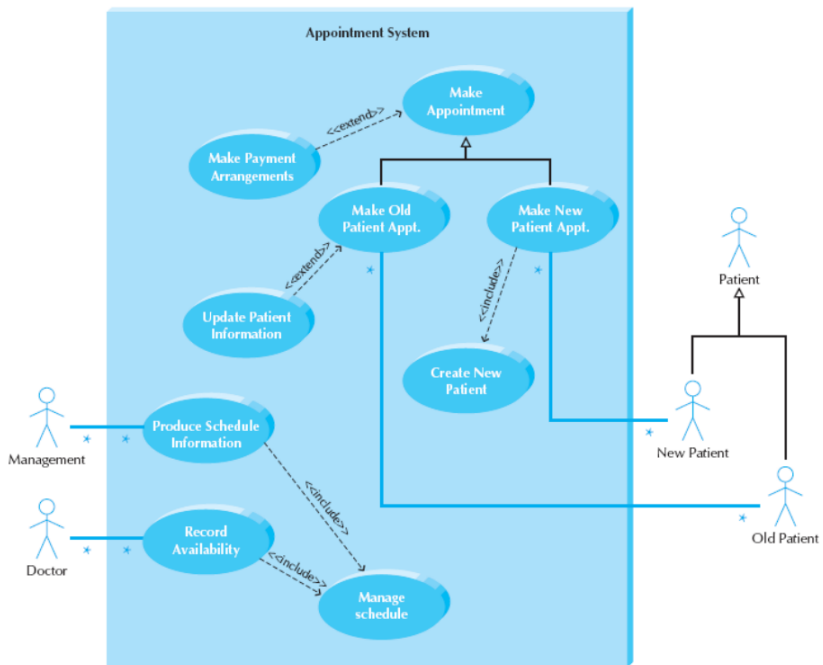 Appointment System
Make
Appointment
<<extend>>
Make Payment
Arrangements
Make Old
Patient Appt.
Make New
Patient Appt.
*
*
<<extend>>
<<include>>
Patient
Update Patient
Information
Create New
Patient
Management
*
*
Produce Schedule
Information
*
New Patient
<<include>>
Doctor
*
*
Record
Availability
<<include>>
*
Old Patient
Manage
schedule